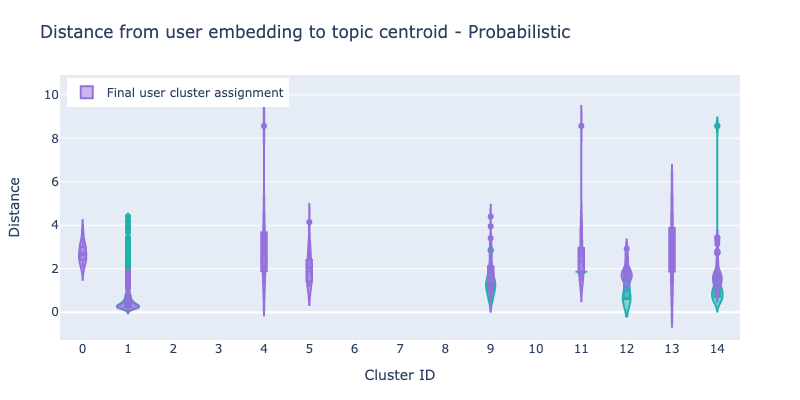 Distance from user embedding to topic centroid - Probabilistic
Final user cluster assignment
10
8
6
4
2
0
Distance
0 1 2 3 4 5 6 7 8 9 10 11 12 13 14
Cluster ID